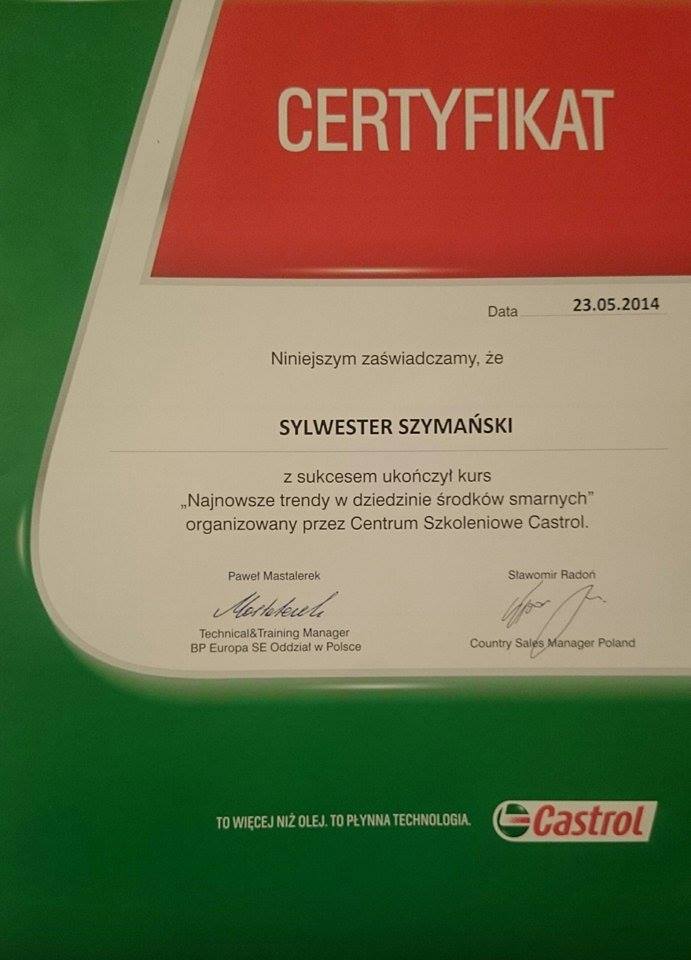 CERTYFIKAT
Data 23.05.2014
Niniejszym zaświadczamy, że
SYLWESTER SZYMAŃSKI
z sukcesem ukończył kurs
„Najnowsze trendy w dziedzinie środków smarnych”
organizowany przez Centrum Szkoleniowe Castrol.
Paweł Mastalerek
Mastalerek
Technical&Training Manager
BP Europa SE Oddział w Polsce
Sławomir Radoń
Country Sales Manager Poland
TO WIĘCEJ NIŻ OLEJ. TO PŁYNNA TECHNOLOGIA.
Castrol